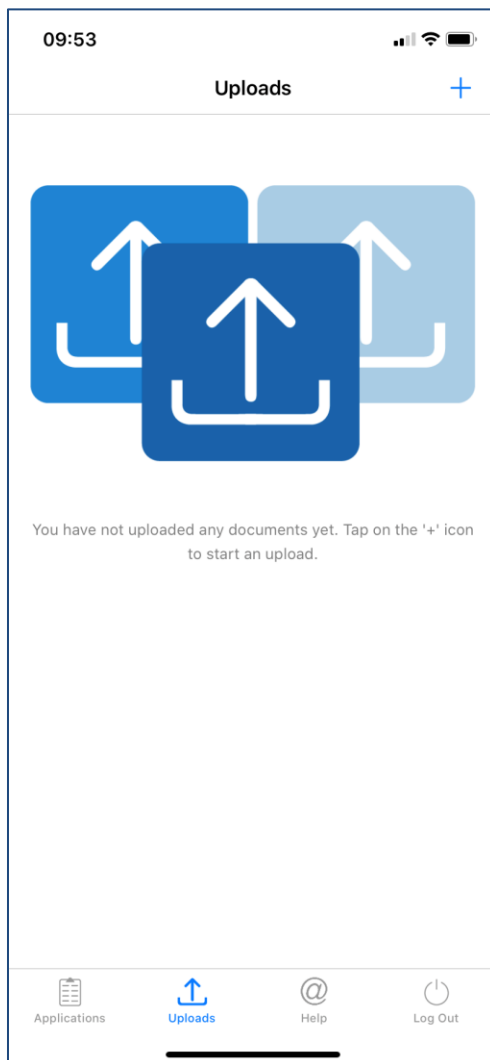 09:53
Uploads
+
You have not uploaded any documents yet. Tap on the '+' icon
to start an upload.
Applications
Uploads
@
Help
Log Out